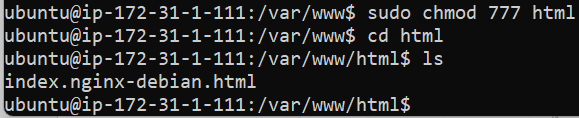 ubuntu@ip-172-31-1-111:/var/www$ sudo chmod 777 html
ubuntu@ip-172-31-1-111:/var/www$ cd html
ubuntu@ip-172-31-1-111:/var/www/html$ ls
index.nginx-debian.html
ubuntu@ip-172-31-1-111:/var/www/html$